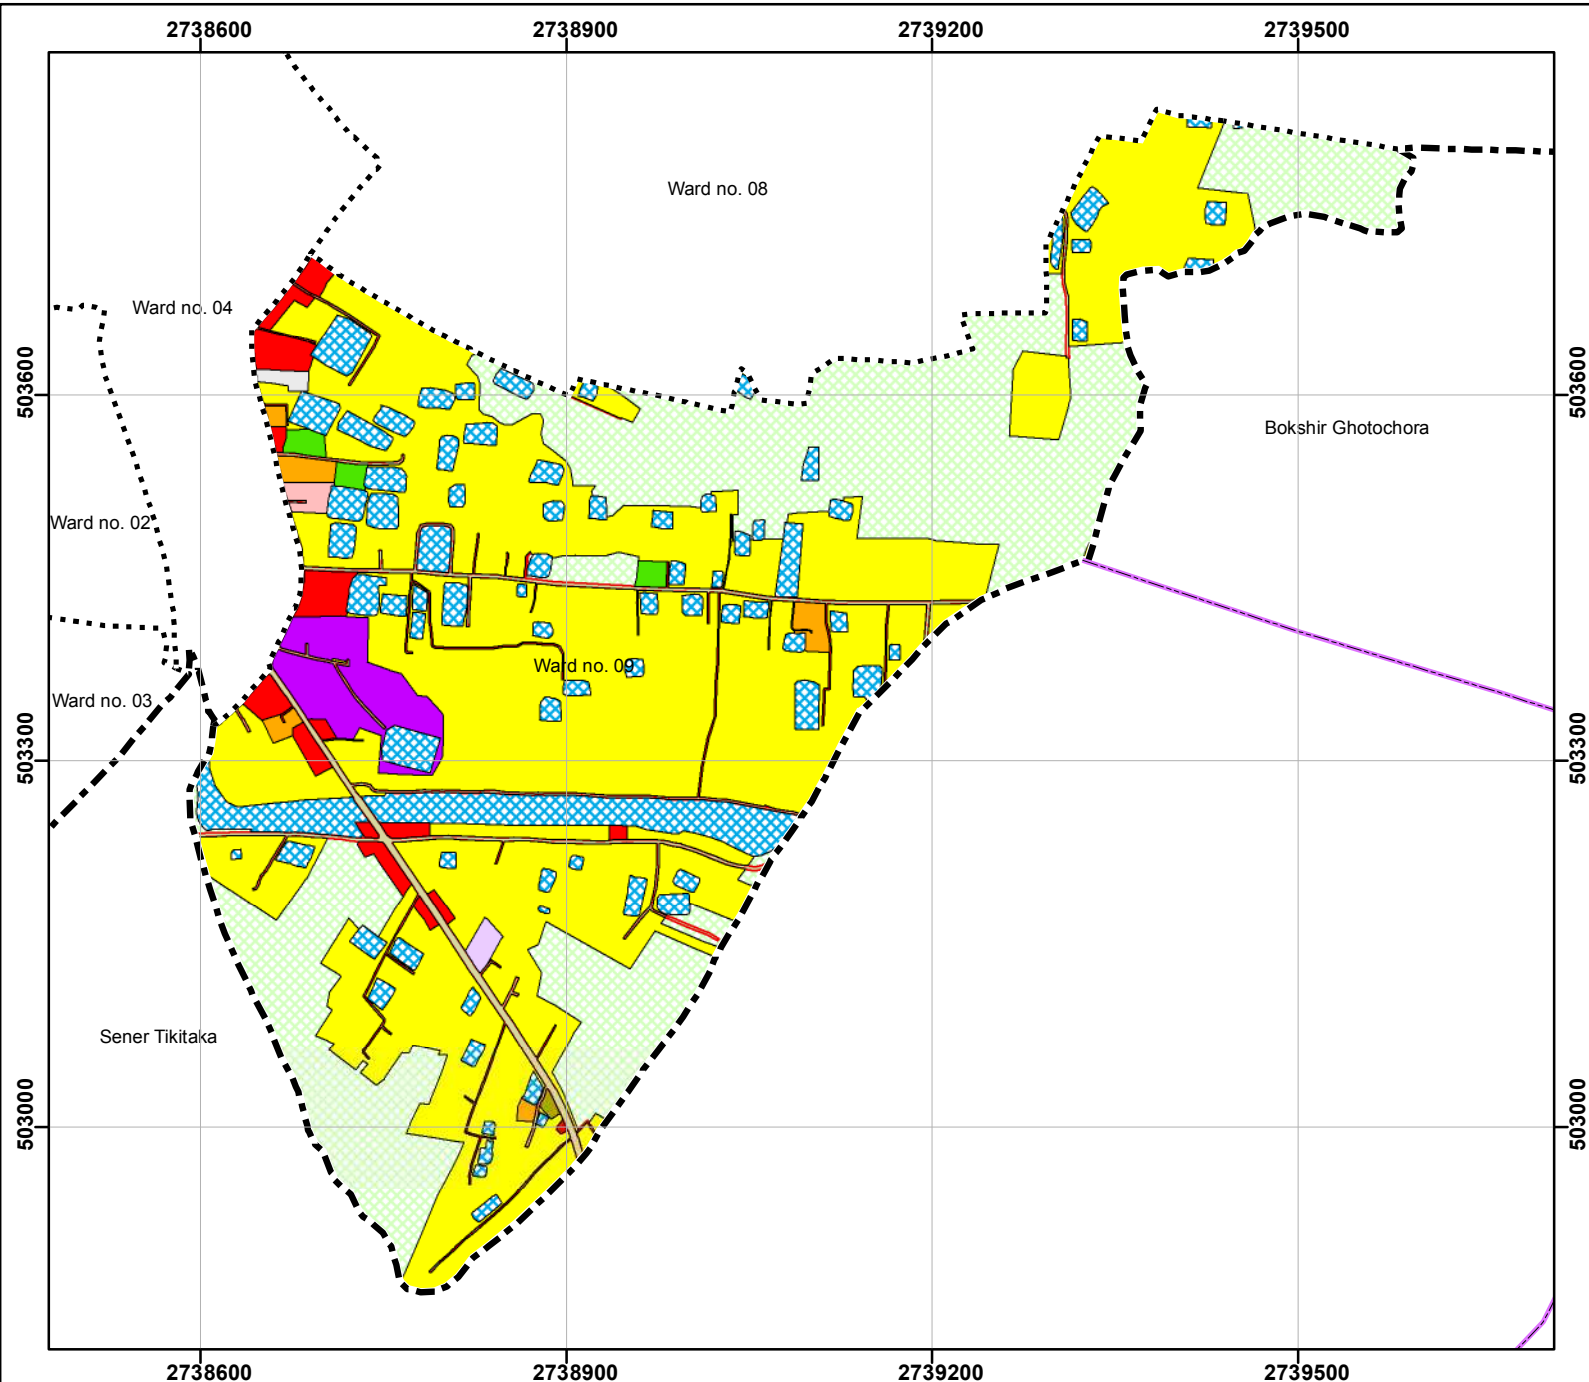 2738600 2738900 2739200 2739500
Ward no. 08
Ward no. 04
503600 503600
Bokshir Ghotochora
Ward no. 02
Ward no. 09
Ward no. 03
503300 503300
Sener Tikitaka
503000 503000
2738600 2738900 2739200 2739500